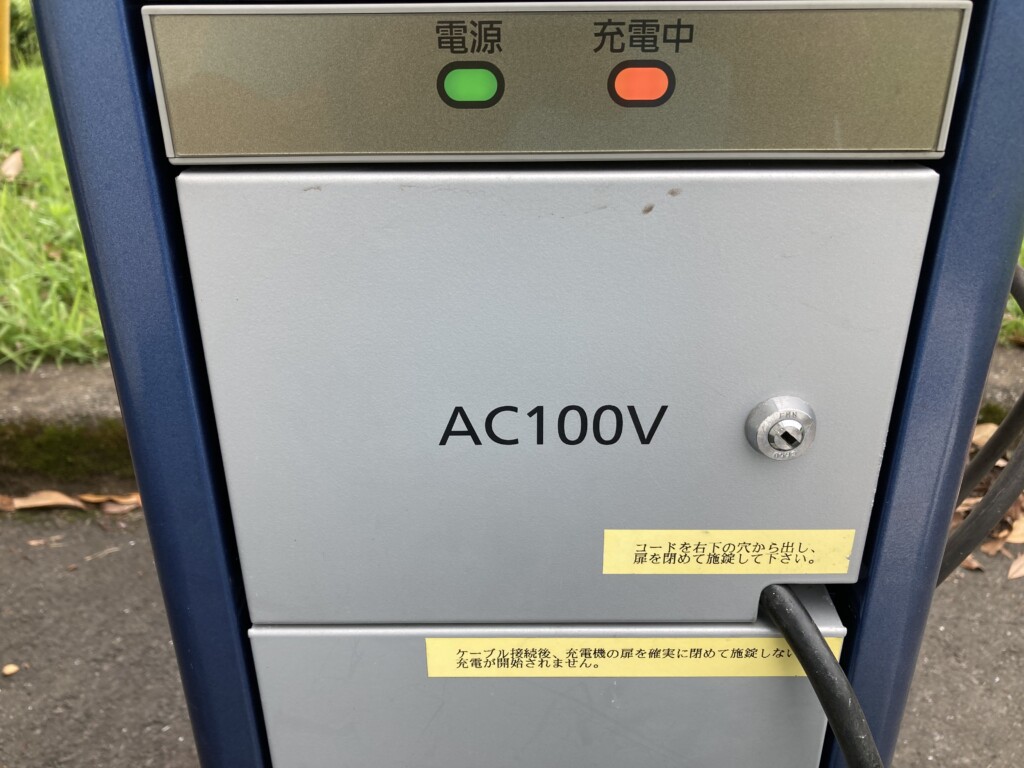 電源 充電中
AC100V
コードを右下の穴から出し、
扉を閉めて施錠して下さい。
ケーブル接続後、充電機の扉を確実に閉めて施錠しない
充電が開始されません。